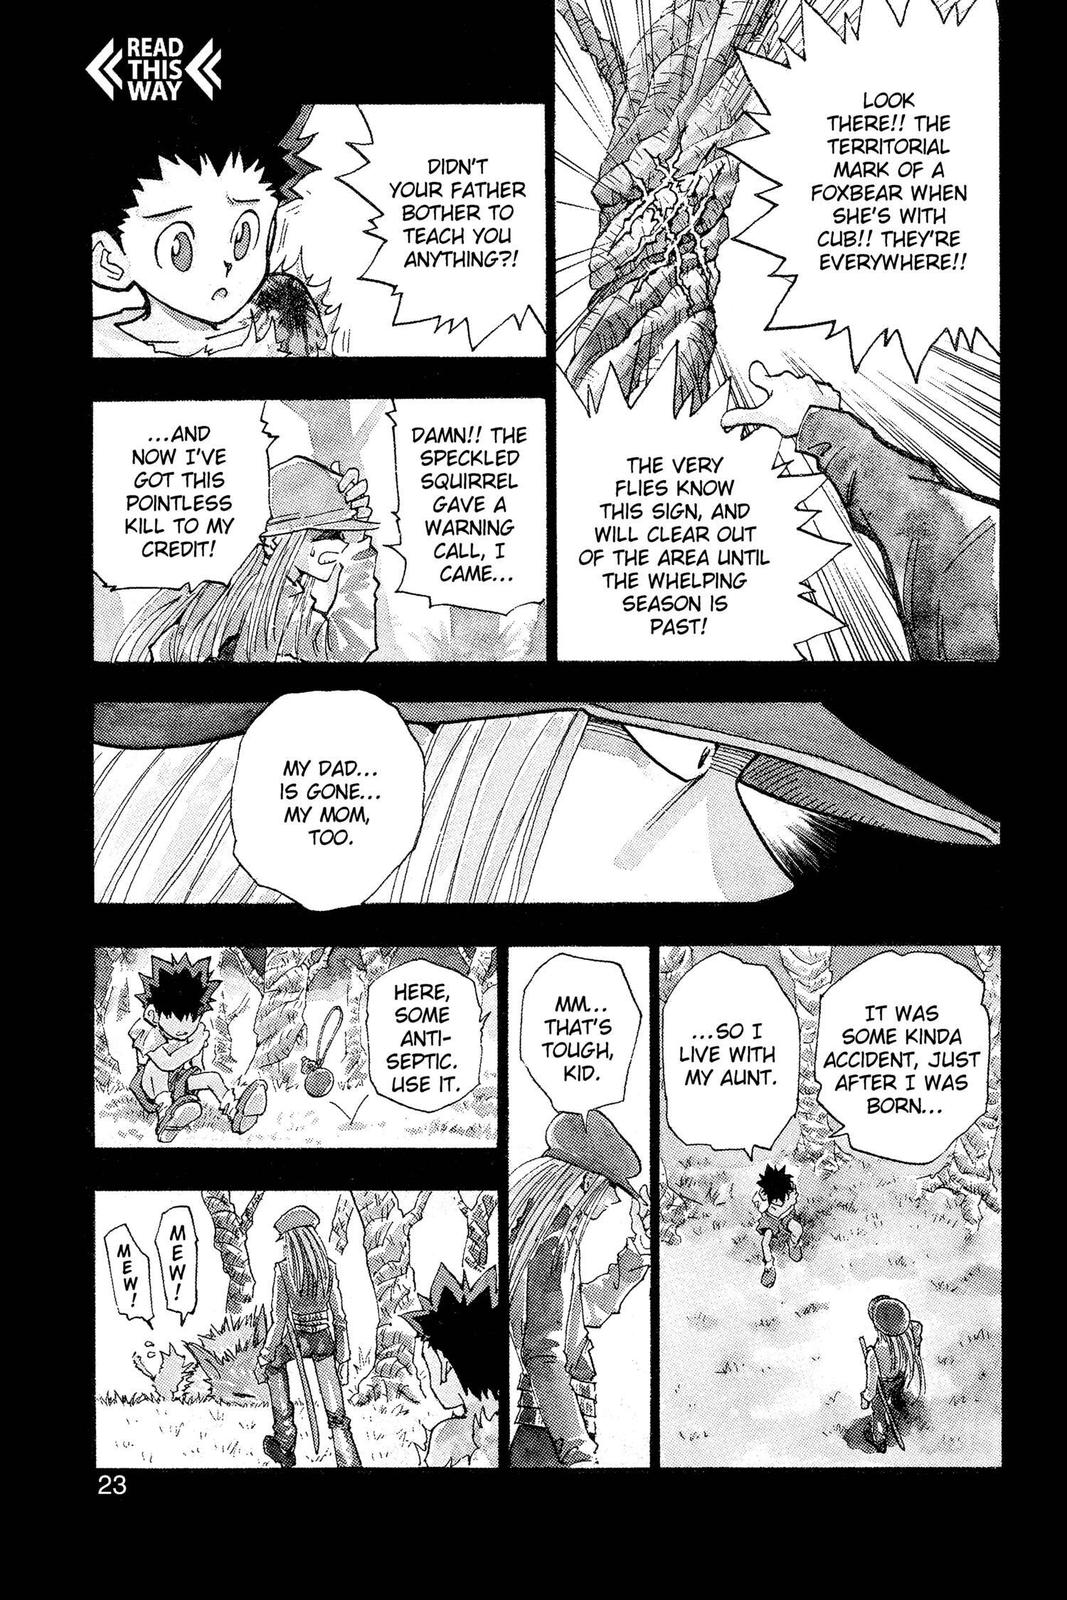 READ
THIS
WAY
LOOK
THERE!! THE
TERRITORIAL
MARK OF A
FOXBEAR WHEN
SHE'S WITH
CUB!! THEY'RE
EVERYWHERE!!
THE VERY
FLIES KNOW
THIS SIGN, AND
WILL CLEAR OUT
OF THE AREA UNTIL
THE WHELPING
SEASON IS
PAST!
DIDN'T
YOUR FATHER
BOTHER TO
TEACH YOU
ANYTHING?!
DAMN!! THE
SPECKLED
SQUIRREL
GAVE A
WARNING
CALL, I
CAME...
...AND
NOW I'VE
GOT THIS
POINTLESS
KILL TO MY
CREDIT!
MY DAD...
IS GONE...
MY MOM,
TOO.
IT WAS
SOME KINDA
ACCIDENT, JUST
AFTER I WAS
BORN...
...SO I
LIVE WITH
MY AUNT.
MM...
THAT'S
TOUGH,
KID.
HERE,
SOME
ANTI-
SEPTIC.
USE IT.
MEW!
MEW!
23